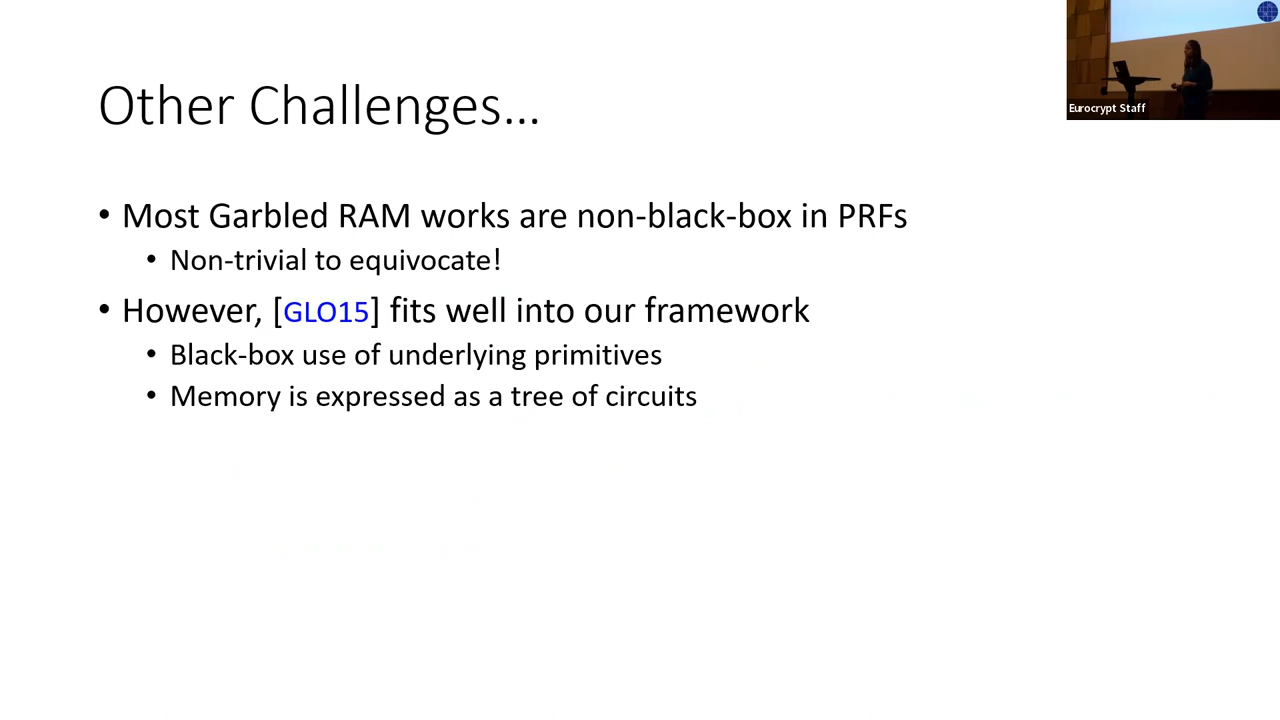 Other Challenges...
• Most Garbled RAM works are non-black-box in PRFs
• Non-trivial to equivocate!
• However, [GLO15] fits well into our framework
• Black-box use of underlying primitives
• Memory is expressed as a tree of circuits
Eurocrypt Staff